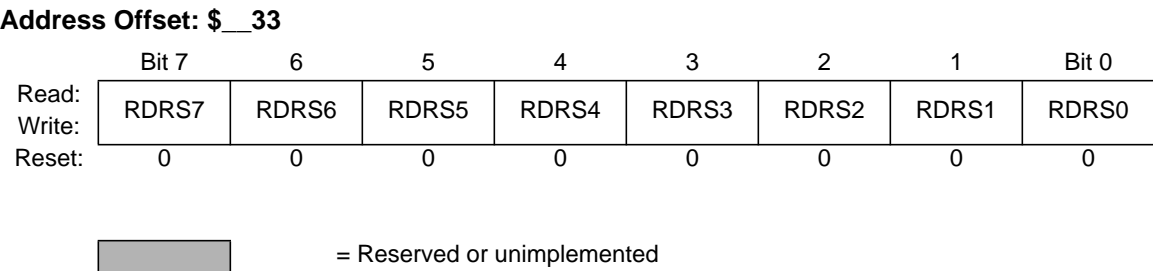 Address Offset: $__33
Bit 7 6 5 4 3 2 1 Bit 0
Read:
Write:
RDRS7 RDRS6 RDRS5 RDRS4 RDRS3 RDRS2 RDRS1 RDRS0
Reset: 0 0 0 0 0 0 0 0
= Reserved or unimplemented